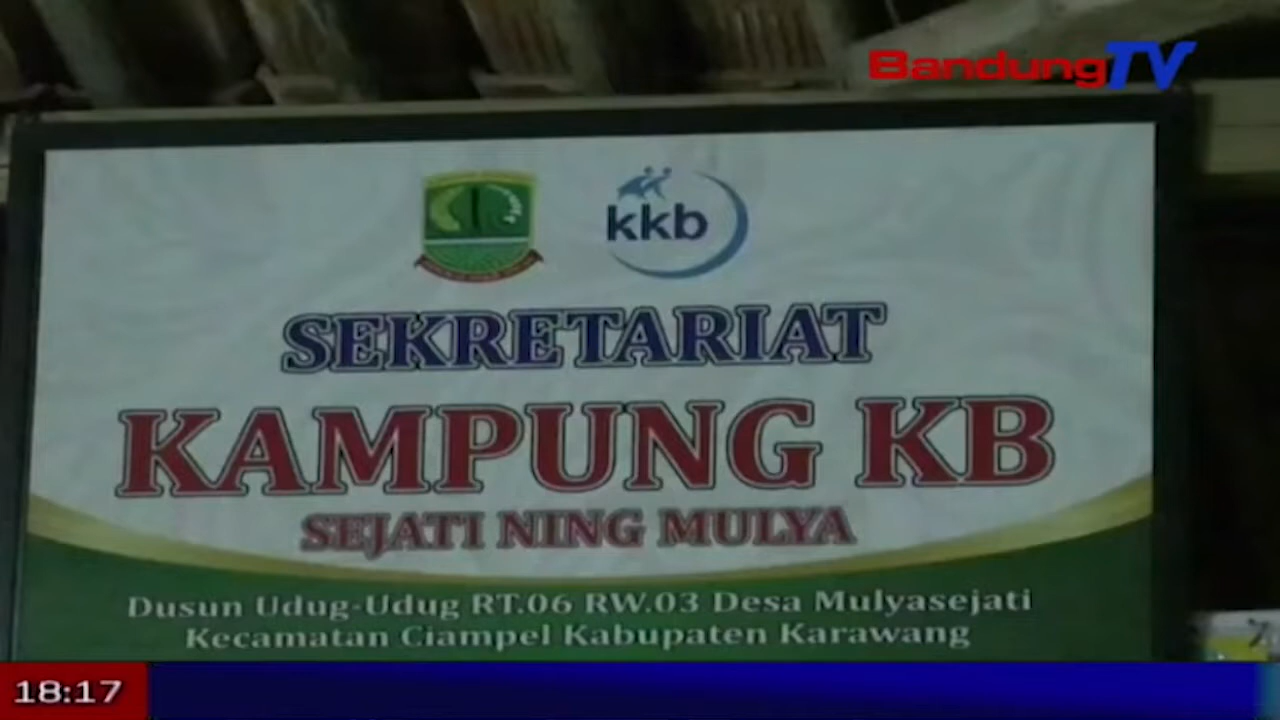 BandungTV
kkb
SEKRETARIAT
KAMPUNG KB
SEJATI NING MULYA
Dusun Udug-Udug RT.06 RW.03 Desa Mulyasejati
Kecamatan Ciampel Kabupaten Karawang
18:17